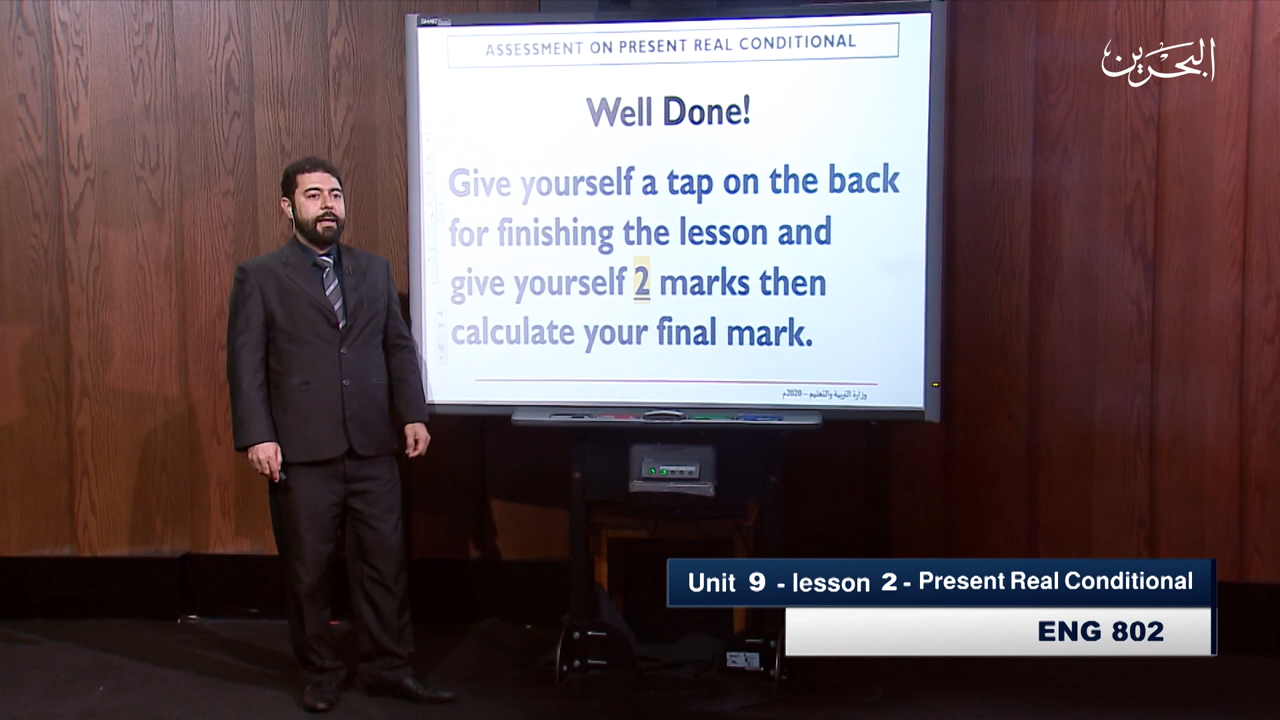 SMART
ASSESSMENT ON PRESENT REAL CONDITIONAL
البحرين
Well Done!
Give yourself a tap on the back
for finishing the lesson and
give yourself 2 marks then
calculate your final mark.
وزارة التربية والتعليم – 2020م
Unit 9 - lesson 2 - Present Real Conditional
ENG 802